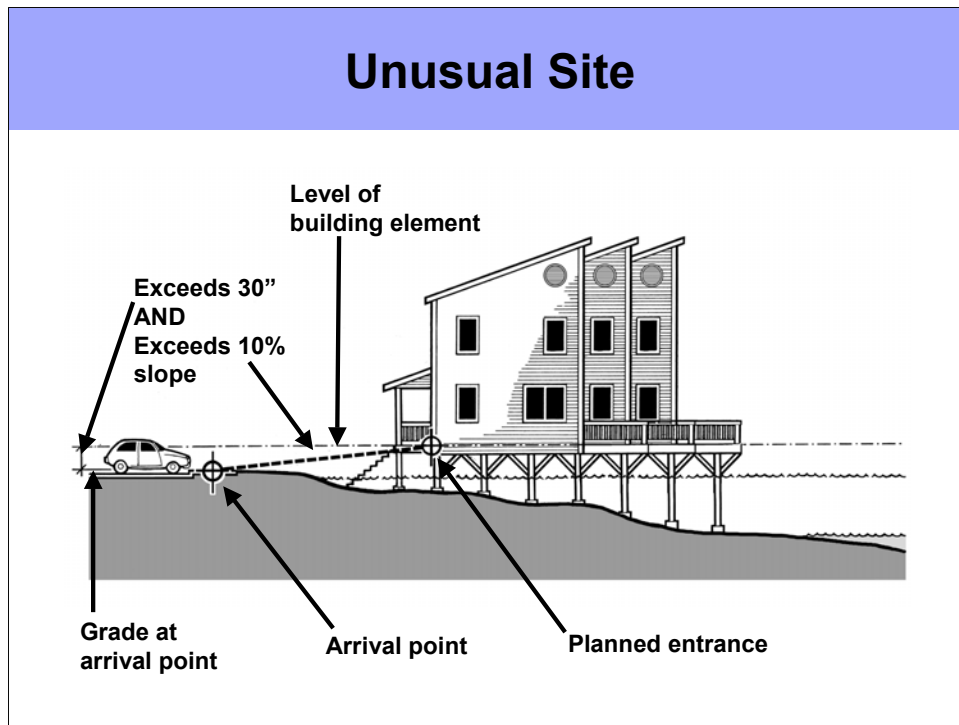 Unusual Site
Level of
building element
Exceeds 30”
AND
Exceeds 10%
slope
Grade at
arrival point
Arrival point
Planned entrance